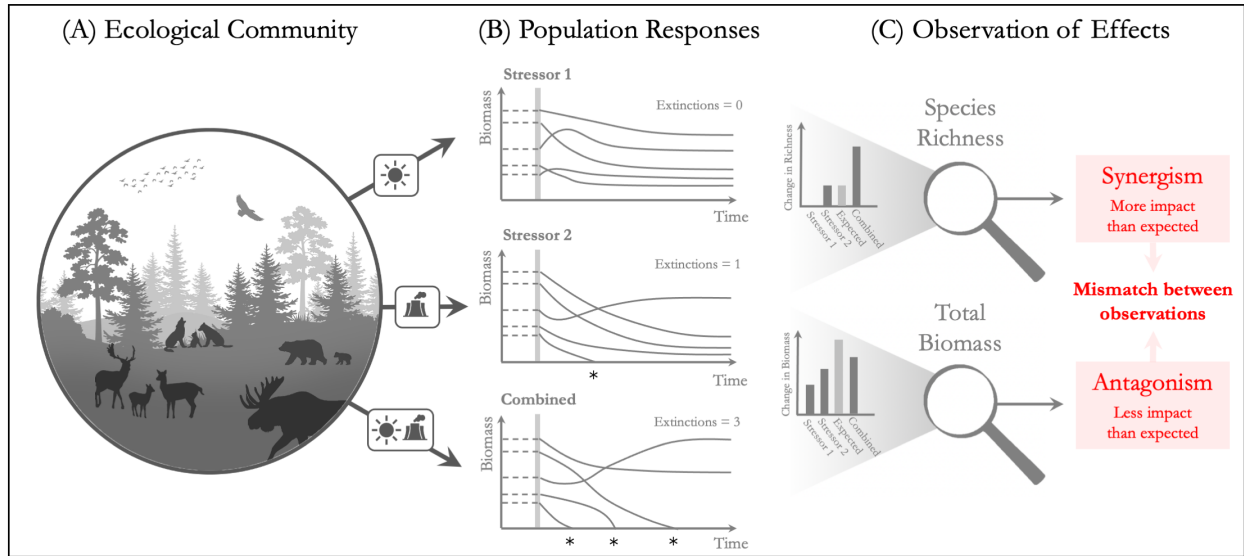 (A) Ecological Community
(B) Population Responses
(C) Observation of Effects
Stressor 1
Biomass
Extinctions = 0
Time
Stressor 2
Biomass
Extinctions = 1
*
Time
Combined
Biomass
Extinctions = 3
* * *
Time
Change in Richness
Stressor 1
Stressor 2
Expected
Combined
Species
Richness
Synergism
More impact
than expected
Mismatch between
observations
Change in Biomass
Stressor 1
Stressor 2
Expected
Combined
Total
Biomass
Antagonism
Less impact
than expected